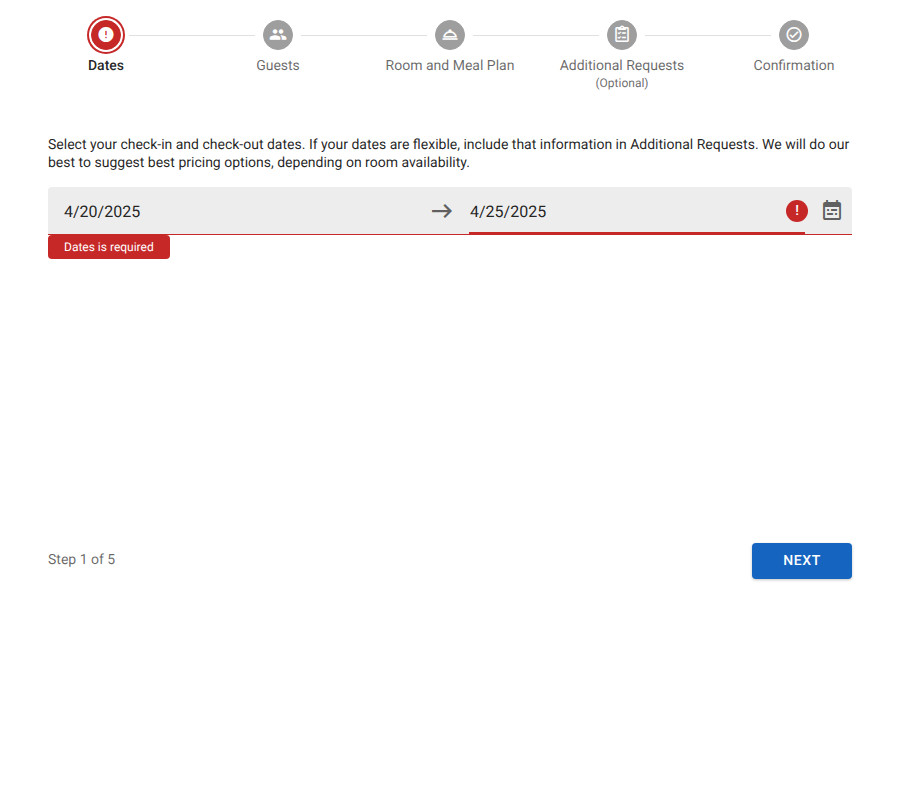 Dates
Guests
Room and Meal Plan
Additional Requests
(Optional)
Confirmation
Select your check-in and check-out dates. If your dates are flexible, include that information in Additional Requests. We will do our
best to suggest best pricing options, depending on room availability.
4/20/2025
4/25/2025
Dates is required
Step 1 of 5
NEXT